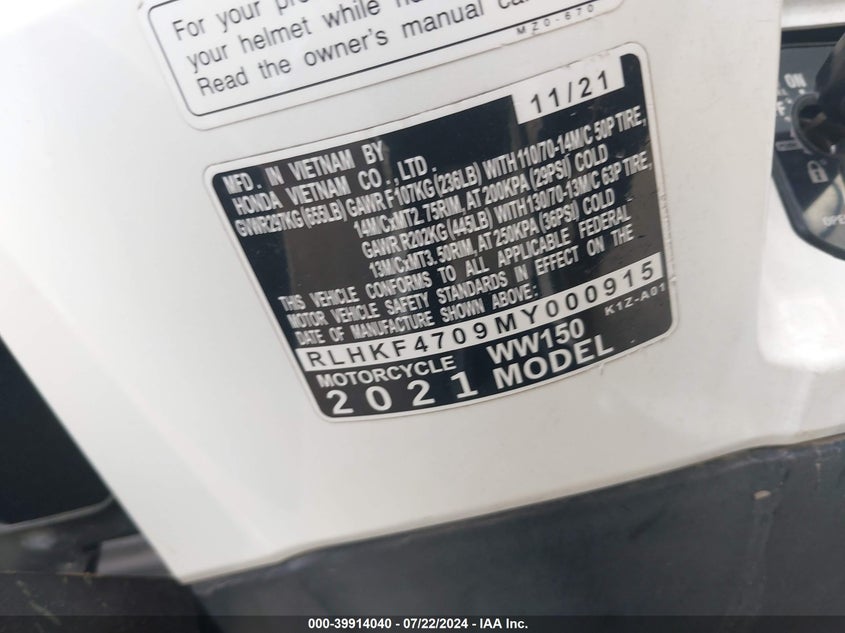 For your pro
your helmet while
Read the owner's manual
MZ0-670
11/21
MFD. IN VIETNAM BY
HONDA VIETNAM CO.,LTD.
GVWR297KG (655LB) GAWR F107KG (236LB) WITH 110/70-14M/C 50P TIRE,
14M/CxMT2.75RIM, AT 200KPA (29PSI) COLD
GAWR R202KG (445LB) WITH 130/70-13M/C 63P TIRE,
13M/CxMT3.50RIM, AT 250KPA (36PSI) COLD
THIS VEHICLE CONFORMS TO ALL APPLICABLE FEDERAL
MOTOR VEHICLE SAFETY STANDARDS IN EFFECT ON THE
DATE OF MANUFACTURE SHOWN ABOVE:
RLHKF4709MY000915
K1Z-A01
MOTORCYCLE WW150
2021 MODEL
ON
OPE
000-39914040 - 07/22/2024 - IAA Inc.